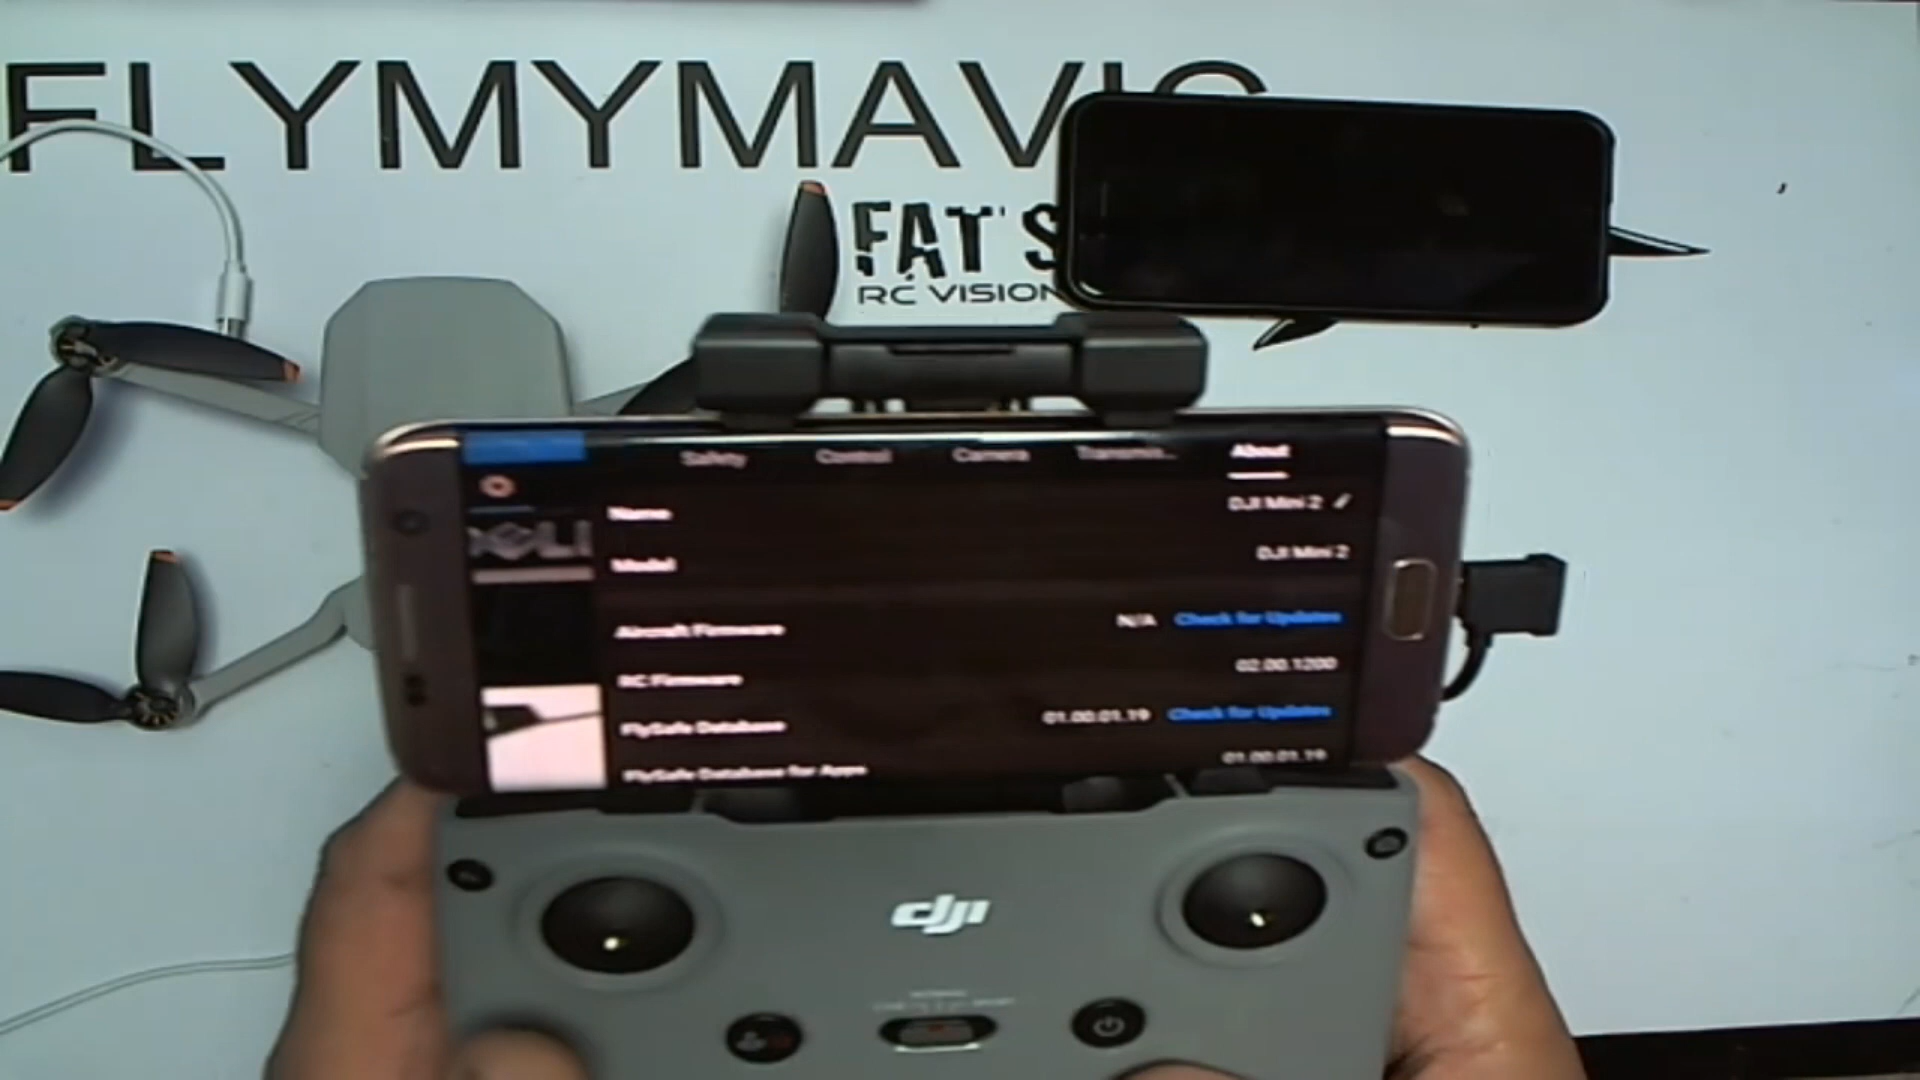 FLYMYMAVIC
FAT'S
RC VISION
Safety Control Camera Transmis... About
Name DJI Mini 2
Model DJI Mini 2
Aircraft Firmware N/A Check for Updates
RC Firmware 02.00.1200
FlySafe Database 01.00.01.19 Check for Updates
FlySafe Database for Apps 01.00.01.19
dji